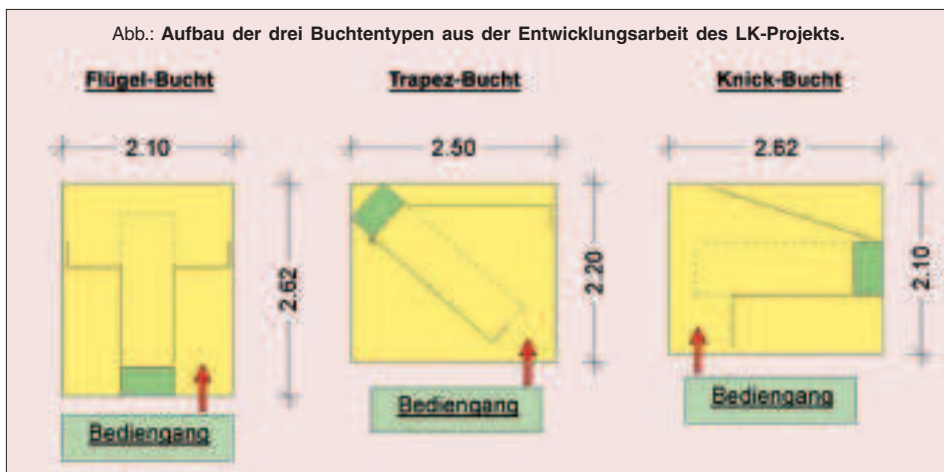 Abb.: Aufbau der drei Buchtentypen aus der Entwicklungsarbeit des LK-Projekts.
Flügel-Bucht Trapez-Bucht Knick-Bucht
2.10 2.50 2.62
2.62 2.20 2.10
Bediengang Bediengang Bediengang